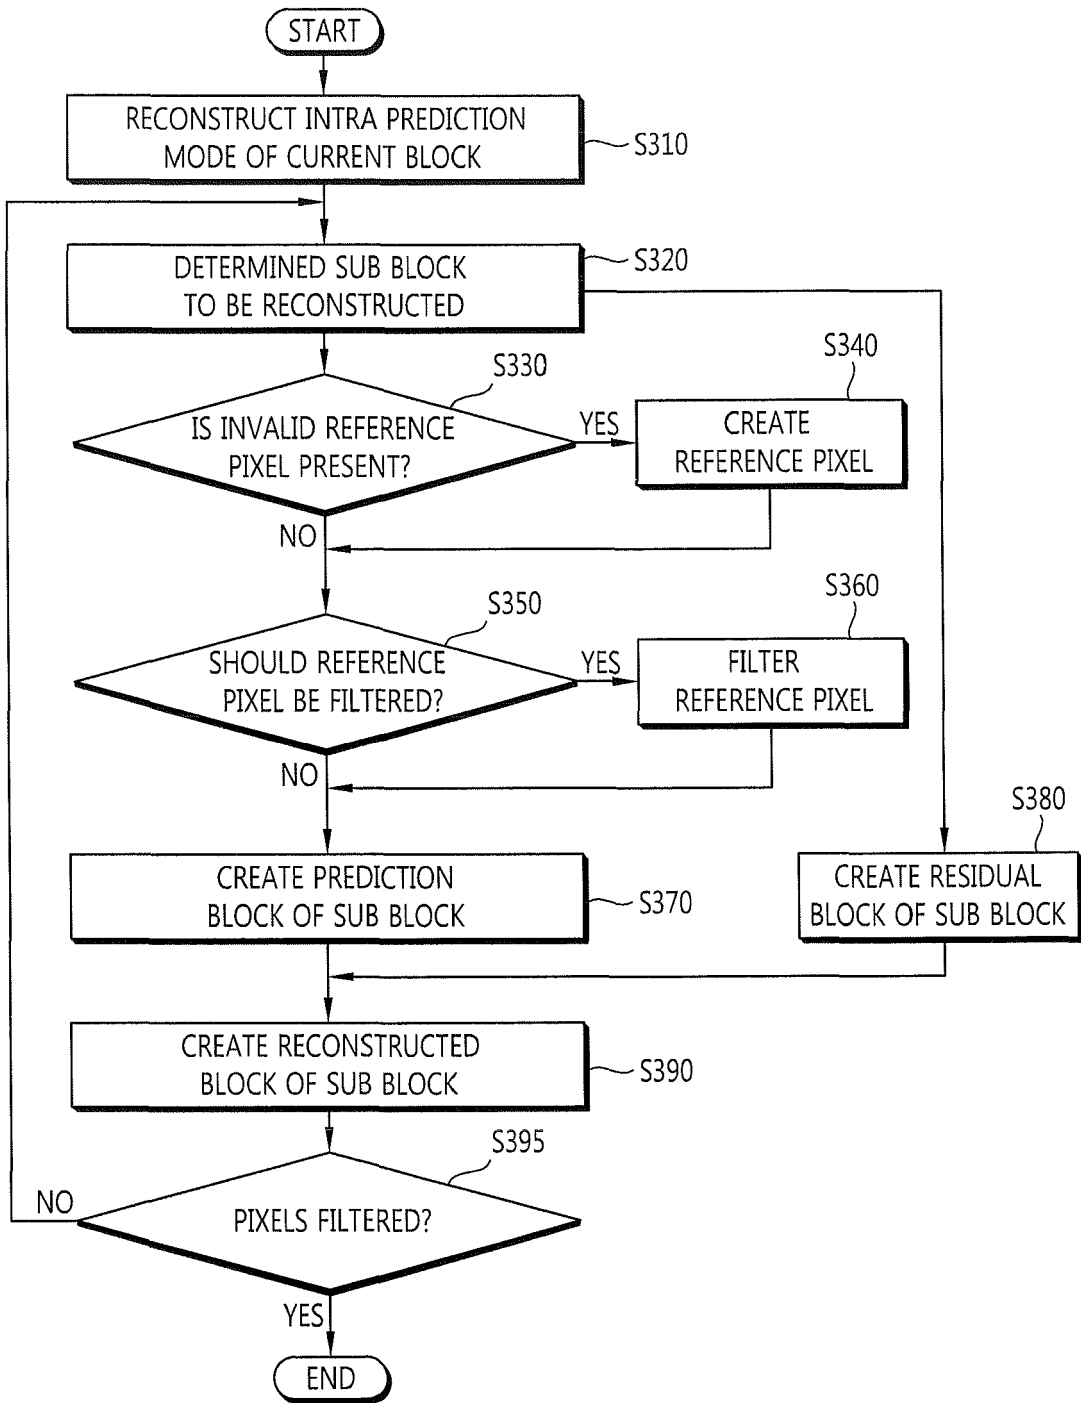 START
RECONSTRUCT INTRA PREDICTION
MODE OF CURRENT BLOCK
S310
DETERMINED SUB BLOCK
TO BE RECONSTRUCTED
S320
S330
IS INVALID REFERENCE
PIXEL PRESENT?
YES
S340
CREATE
REFERENCE PIXEL
NO
S350
SHOULD REFERENCE
PIXEL BE FILTERED?
YES
S360
FILTER
REFERENCE PIXEL
NO
CREATE PREDICTION
BLOCK OF SUB BLOCK
S370
S380
CREATE RESIDUAL
BLOCK OF SUB BLOCK
CREATE RECONSTRUCTED
BLOCK OF SUB BLOCK
S390
S395
NO
PIXELS FILTERED?
YES
END